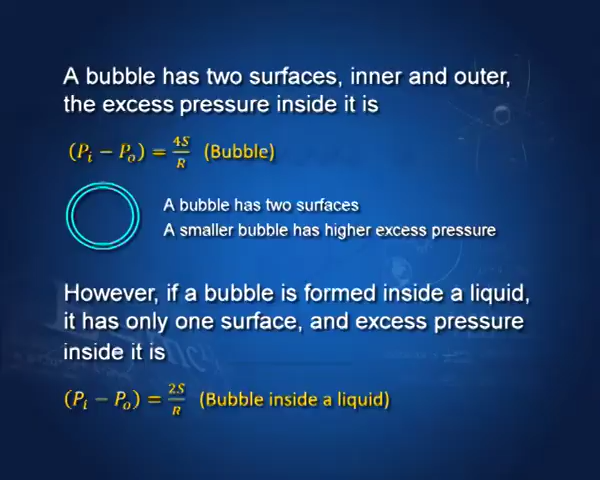 A bubble has two surfaces, inner and outer,
the excess pressure inside it is
(Pᵢ − Pₒ) = 4S/R (Bubble)
A bubble has two surfaces
A smaller bubble has higher excess pressure
However, if a bubble is formed inside a liquid,
it has only one surface, and excess pressure
inside it is
(Pᵢ − Pₒ) = 2S/R (Bubble inside a liquid)